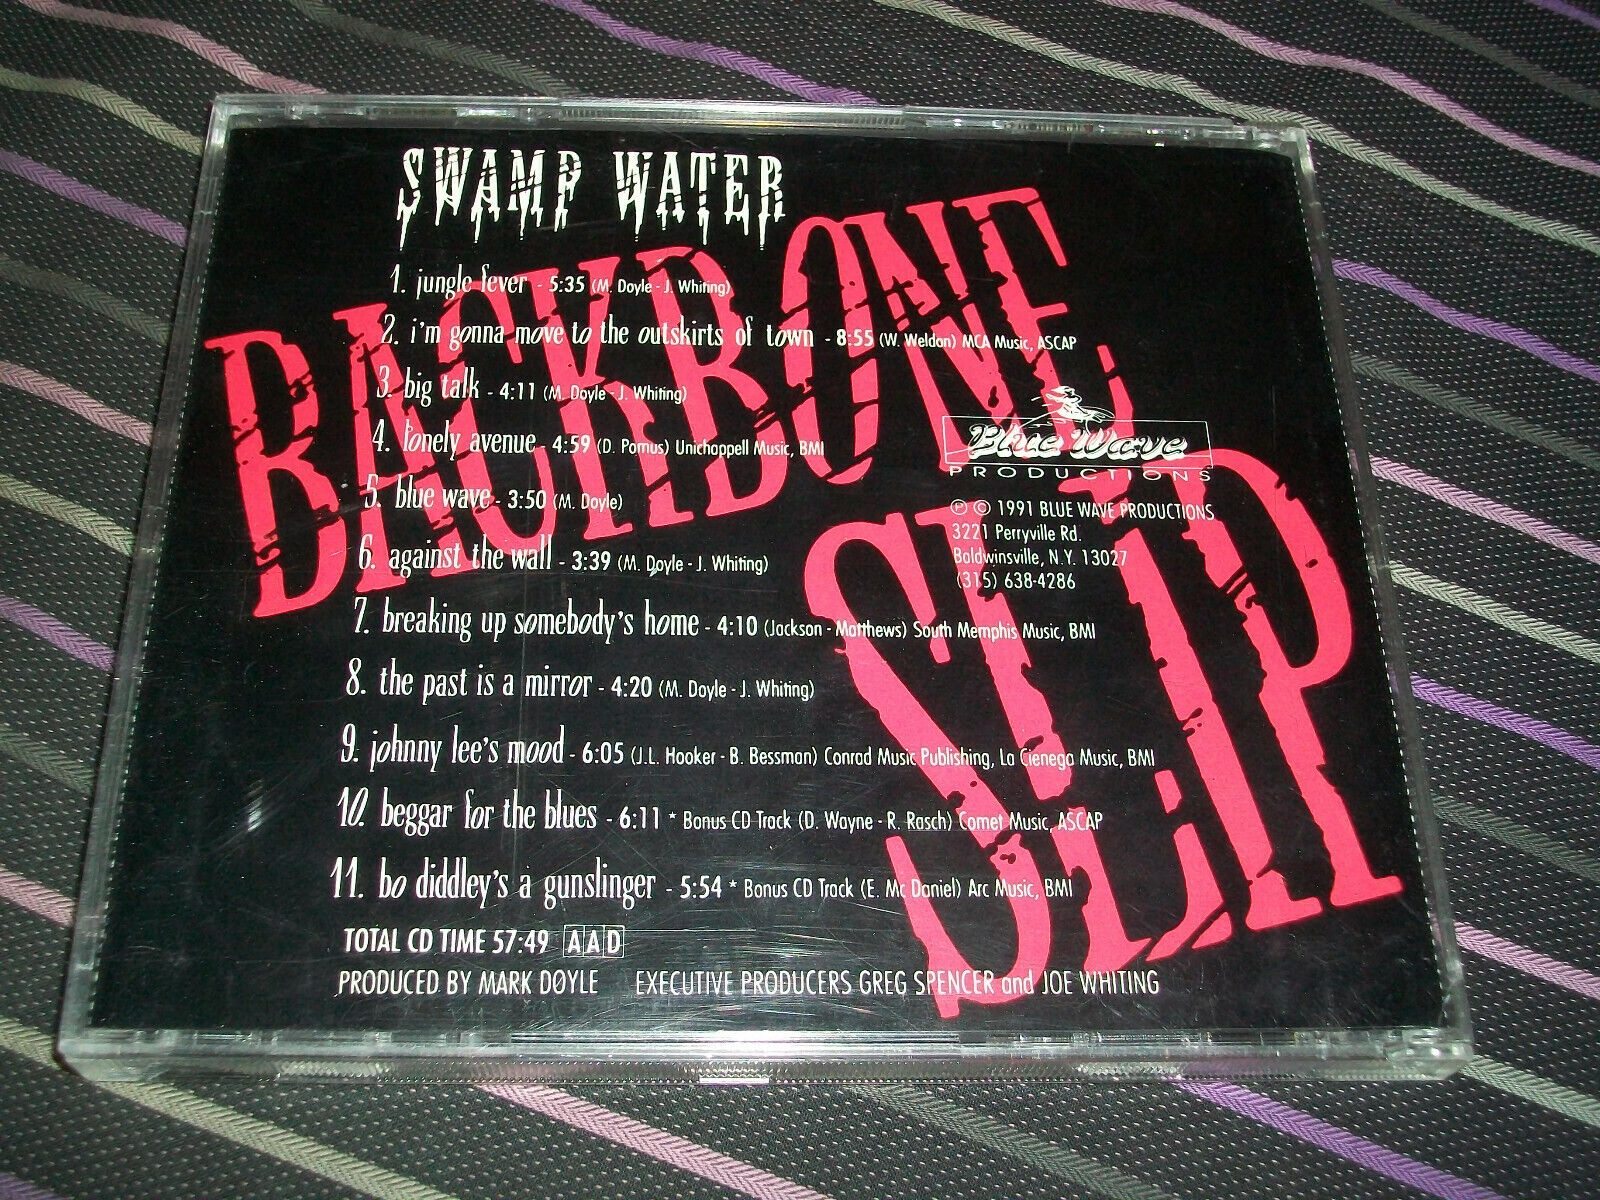 SWAMP WATER
BACKBONE
SLIP
1. jungle fever - 5:35 (M. Doyle - J. Whiting)
2. i'm gonna move to the outskirts of town - 8:55 (W. Weldon) MCA Music, ASCAP
3. big talk - 4:11 (M. Doyle - J. Whiting)
4. lonely avenue - 4:59 (D. Pomus) Unichappell Music, BMI
5. blue wave - 3:50 (M. Doyle)
6. against the wall - 3:39 (M. Doyle - J. Whiting)
7. breaking up somebody's home - 4:10 (Jackson - Matthews) South Memphis Music, BMI
8. the past is a mirror - 4:20 (M. Doyle - J. Whiting)
9. johnny lee's mood - 6:05 (J.L. Hooker - B. Bessman) Conrad Music Publishing, La Cienega Music, BMI
10. beggar for the blues - 6:11 * Bonus CD Track (D. Wayne - R. Rasch) Comet Music, ASCAP
11. bo diddley's a gunslinger - 5:54 * Bonus CD Track (E. Mc Daniel) Arc Music, BMI
TOTAL CD TIME 57:49 AAD
PRODUCED BY MARK DOYLE EXECUTIVE PRODUCERS GREG SPENCER and JOE WHITING
Blue Wave
PRODUCTIONS
℗ © 1991 BLUE WAVE PRODUCTIONS
3221 Perryville Rd.
Baldwinsville, N.Y. 13027
(315) 638-4286